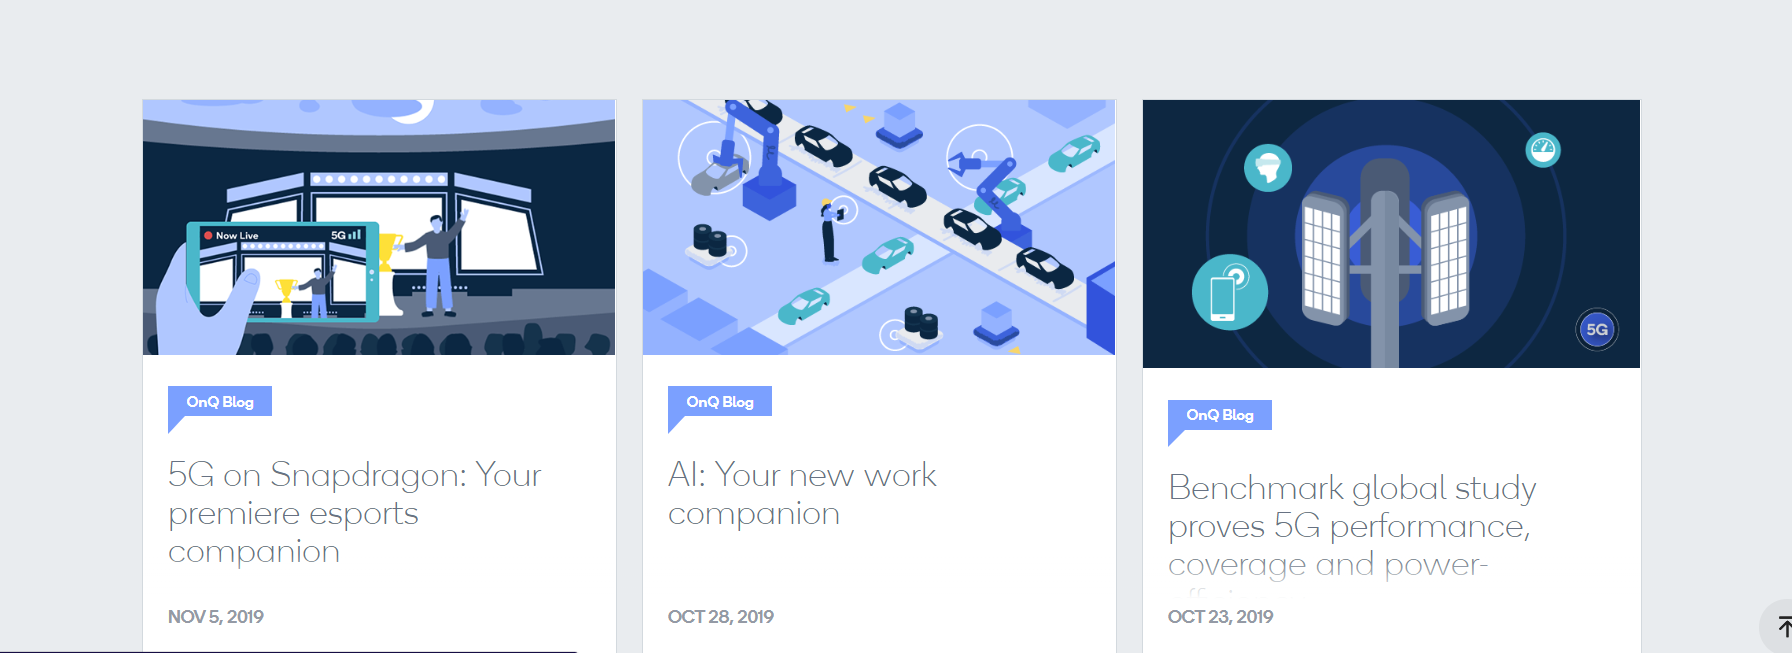 Now Live
5G
OnQ Blog
5G on Snapdragon: Your
premiere esports
companion
NOV 5, 2019
OnQ Blog
AI: Your new work
companion
OCT 28, 2019
5G
OnQ Blog
Benchmark global study
proves 5G performance,
coverage and power-
OCT 23, 2019